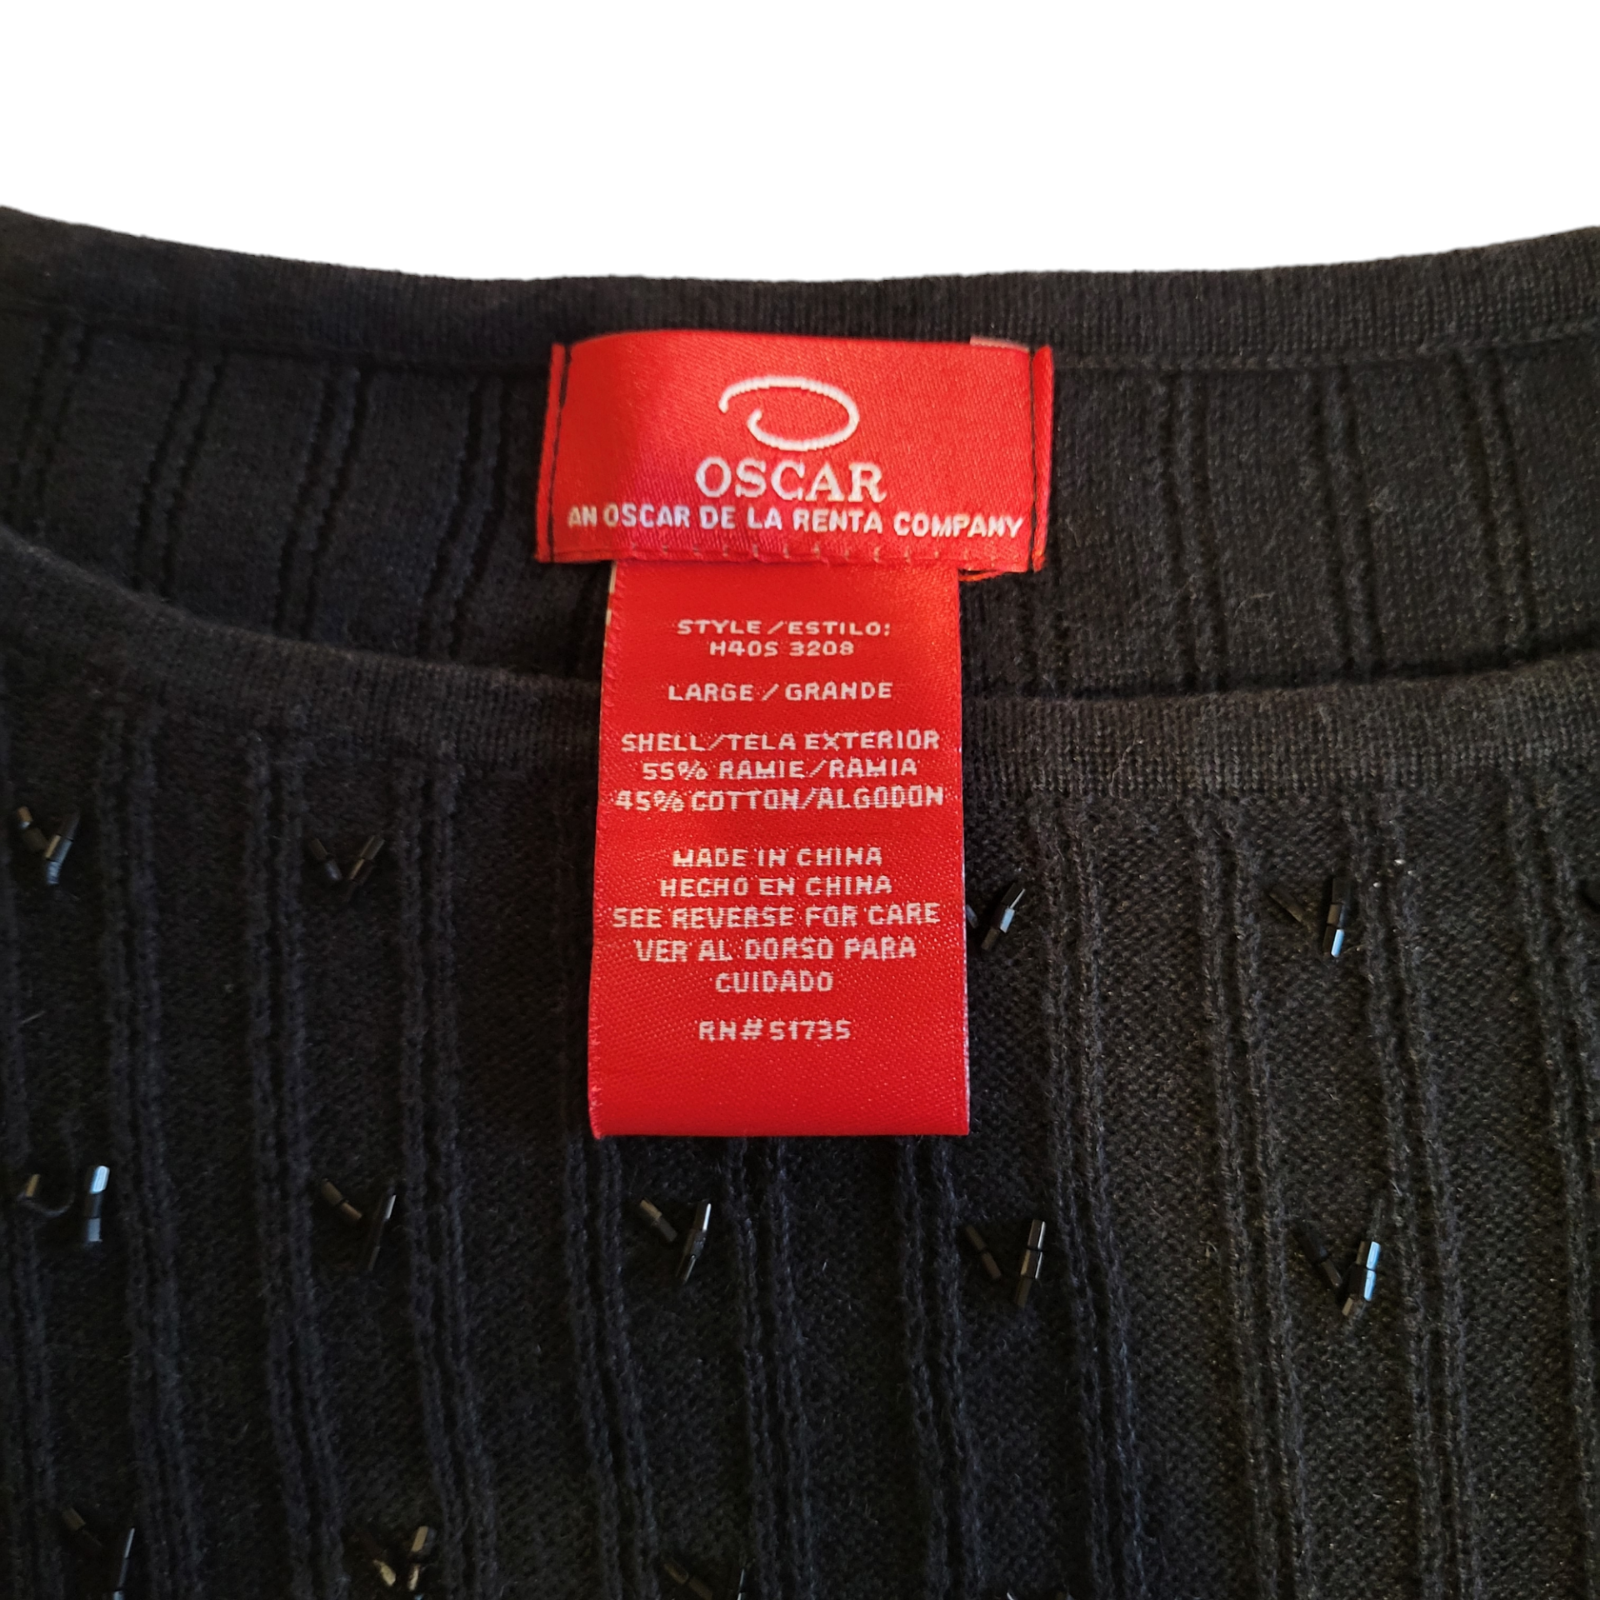 OSCAR
AN OSCAR DE LA RENTA COMPANY
STYLE/ESTILO:
H40S 3208
LARGE/GRANDE
SHELL/TELA EXTERIOR
55% RAMIE/RAMIA
45% COTTON/ALGODON
MADE IN CHINA
HECHO EN CHINA
SEE REVERSE FOR CARE
VER AL DORSO PARA
CUIDADO
RN# 51735